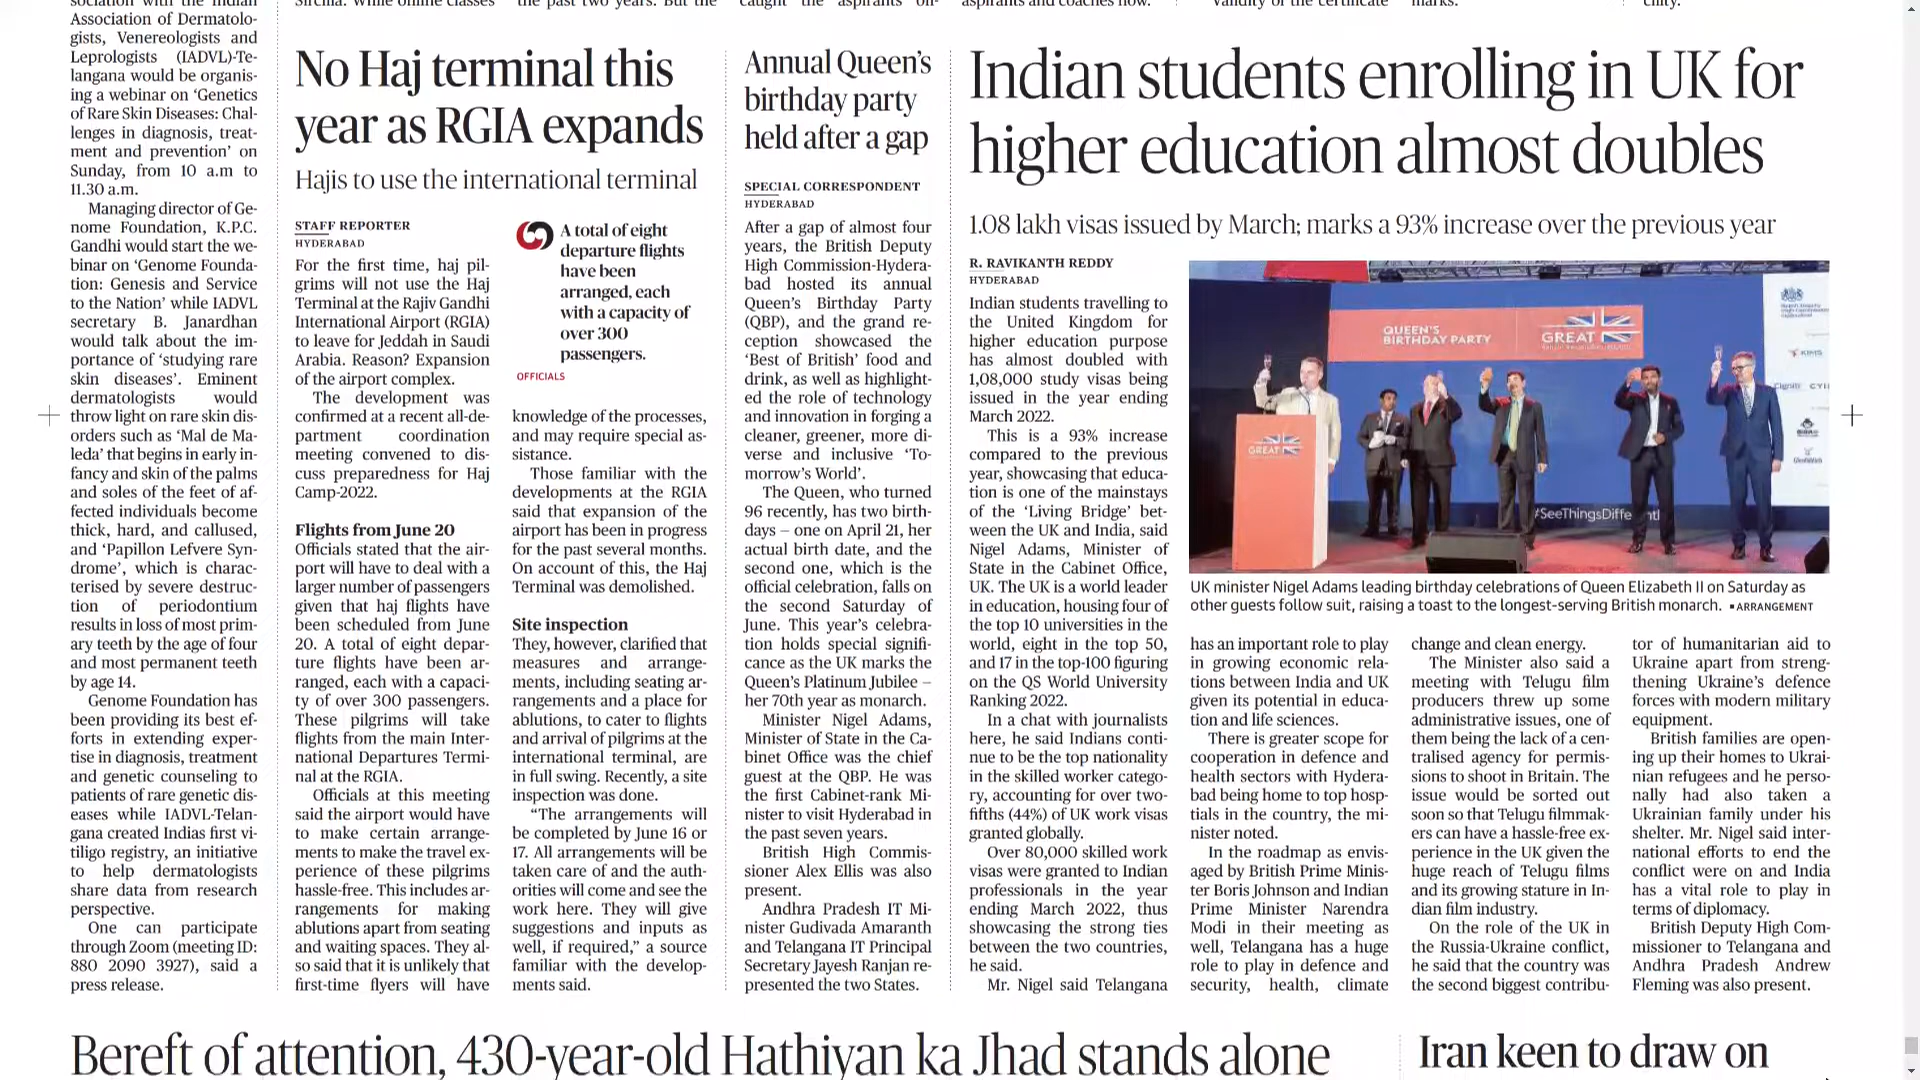 Association of Dermatolo-
gists, Venereologists and
Leprologists (IADVL)-Te-
langana would be organis-
ing a webinar on ‘Genetics
of Rare Skin Diseases: Chal-
lenges in diagnosis, treat-
ment and prevention’ on
Sunday, from 10 a.m to
11.30 a.m.
Managing director of Ge-
nome Foundation, K.P.C.
Gandhi would start the we-
binar on ‘Genome Founda-
tion: Genesis and Service
to the Nation’ while IADVL
secretary B. Janardhan
would talk about the im-
portance of ‘studying rare
skin diseases’. Eminent
dermatologists would
throw light on rare skin dis-
orders such as ‘Mal de Ma-
leda’ that begins in early in-
fancy and skin of the palms
and soles of the feet of af-
fected individuals become
thick, hard, and callused,
and ‘Papillon Lefvere Syn-
drome’, which is charac-
terised by severe destruc-
tion of periodontium
results in loss of most prim-
ary teeth by the age of four
and most permanent teeth
by age 14.
Genome Foundation has
been providing its best ef-
forts in extending exper-
tise in diagnosis, treatment
and genetic counseling to
patients of rare genetic dis-
eases while IADVL-Telan-
gana created Indias first vi-
tiligo registry, an initiative
to help dermatologists
share data from research
perspective.
One can participate
through Zoom (meeting ID:
880 2090 3927), said a
press release.
No Haj terminal this
year as RGIA expands
Hajis to use the international terminal
STAFF REPORTER
HYDERABAD
For the first time, haj pil-
grims will not use the Haj
Terminal at the Rajiv Gandhi
International Airport (RGIA)
to leave for Jeddah in Saudi
Arabia. Reason? Expansion
of the airport complex.
The development was
confirmed at a recent all-de-
partment coordination
meeting convened to dis-
cuss preparedness for Haj
Camp-2022.
Flights from June 20
Officials stated that the air-
port will have to deal with a
larger number of passengers
given that haj flights have
been scheduled from June
20. A total of eight depar-
ture flights have been ar-
ranged, each with a capaci-
ty of over 300 passengers.
These pilgrims will take
flights from the main Inter-
national Departures Termi-
nal at the RGIA.
Officials at this meeting
said the airport would have
to make certain arrange-
ments to make the travel ex-
perience of these pilgrims
hassle-free. This includes ar-
rangements for making
ablutions apart from seating
and waiting spaces. They al-
so said that it is unlikely that
first-time flyers will have
A total of eight
departure flights
have been
arranged, each
with a capacity of
over 300
passengers.
OFFICIALS
knowledge of the processes,
and may require special as-
sistance.
Those familiar with the
developments at the RGIA
said that expansion of the
airport has been in progress
for the past several months.
On account of this, the Haj
Terminal was demolished.
Site inspection
They, however, clarified that
measures and arrange-
ments, including seating ar-
rangements and a place for
ablutions, to cater to flights
and arrival of pilgrims at the
international terminal, are
in full swing. Recently, a site
inspection was done.
“The arrangements will
be completed by June 16 or
17. All arrangements will be
taken care of and the auth-
orities will come and see the
work here. They will give
suggestions and inputs as
well, if required,” a source
familiar with the develop-
ments said.
Annual Queen’s
birthday party
held after a gap
SPECIAL CORRESPONDENT
HYDERABAD
After a gap of almost four
years, the British Deputy
High Commission-Hydera-
bad hosted its annual
Queen’s Birthday Party
(QBP), and the grand re-
ception showcased the
‘Best of British’ food and
drink, as well as highlight-
ed the role of technology
and innovation in forging a
cleaner, greener, more di-
verse and inclusive ‘To-
morrow’s World’.
The Queen, who turned
96 recently, has two birth-
days – one on April 21, her
actual birth date, and the
second one, which is the
official celebration, falls on
the second Saturday of
June. This year’s celebra-
tion holds special signifi-
cance as the UK marks the
Queen’s Platinum Jubilee –
her 70th year as monarch.
Minister Nigel Adams,
Minister of State in the Ca-
binet Office was the chief
guest at the QBP. He was
the first Cabinet-rank Mi-
nister to visit Hyderabad in
the past seven years.
British High Commis-
sioner Alex Ellis was also
present.
Andhra Pradesh IT Mi-
nister Gudivada Amaranth
and Telangana IT Principal
Secretary Jayesh Ranjan re-
presented the two States.
Indian students enrolling in UK for
higher education almost doubles
1.08 lakh visas issued by March; marks a 93% increase over the previous year
R. RAVIKANTH REDDY
HYDERABAD
Indian students travelling to
the United Kingdom for
higher education purpose
has almost doubled with
1,08,000 study visas being
issued in the year ending
March 2022.
This is a 93% increase
compared to the previous
year, showcasing that educa-
tion is one of the mainstays
of the ‘Living Bridge’ bet-
ween the UK and India, said
Nigel Adams, Minister of
State in the Cabinet Office,
UK. The UK is a world leader
in education, housing four of
the top 10 universities in the
world, eight in the top 50,
and 17 in the top-100 figuring
on the QS World University
Ranking 2022.
In a chat with journalists
here, he said Indians conti-
nue to be the top nationality
in the skilled worker catego-
ry, accounting for over two-
fifths (44%) of UK work visas
granted globally.
Over 80,000 skilled work
visas were granted to Indian
professionals in the year
ending March 2022, thus
showcasing the strong ties
between the two countries,
he said.
Mr. Nigel said Telangana
QUEEN'S
BIRTHDAY PARTY
GREAT
KIMS
Cigniti
GREAT
#SeeThingsDiffe ntl
UK minister Nigel Adams leading birthday celebrations of Queen Elizabeth II on Saturday as
other guests follow suit, raising a toast to the longest-serving British monarch. ▪ ARRANGEMENT
has an important role to play
in growing economic rela-
tions between India and UK
given its potential in educa-
tion and life sciences.
There is greater scope for
cooperation in defence and
health sectors with Hydera-
bad being home to top hosp-
tials in the country, the mi-
nister noted.
In the roadmap as envis-
aged by British Prime Minis-
ter Boris Johnson and Indian
Prime Minister Narendra
Modi in their meeting as
well, Telangana has a huge
role to play in defence and
security, health, climate
change and clean energy.
The Minister also said a
meeting with Telugu film
producers threw up some
administrative issues, one of
them being the lack of a cen-
tralised agency for permis-
sions to shoot in Britain. The
issue would be sorted out
soon so that Telugu filmmak-
ers can have a hassle-free ex-
perience in the UK given the
huge reach of Telugu films
and its growing stature in In-
dian film industry.
On the role of the UK in
the Russia-Ukraine conflict,
he said that the country was
the second biggest contribu-
tor of humanitarian aid to
Ukraine apart from streng-
thening Ukraine’s defence
forces with modern military
equipment.
British families are open-
ing up their homes to Ukrai-
nian refugees and he perso-
nally had also taken a
Ukrainian family under his
shelter. Mr. Nigel said inter-
national efforts to end the
conflict were on and India
has a vital role to play in
terms of diplomacy.
British Deputy High Com-
missioner to Telangana and
Andhra Pradesh Andrew
Fleming was also present.
Bereft of attention, 430-year-old Hathiyan ka Jhad stands alone
Iran keen to draw on